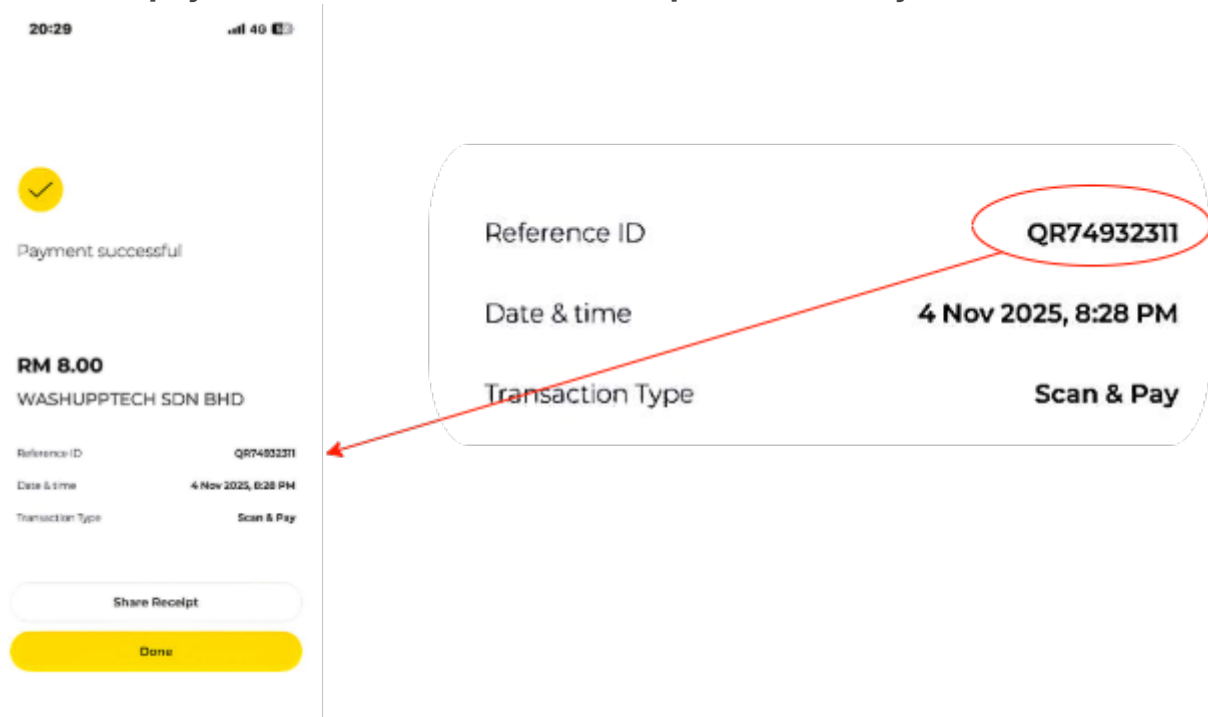 20:29
4G
Payment successful
RM 8.00
WASHUPPTECH SDN BHD
Reference ID QR74932311
Date & time 4 Nov 2025, 8:28 PM
Transaction Type Scan & Pay
Share Receipt
Done
Reference ID QR74932311
Date & time 4 Nov 2025, 8:28 PM
Transaction Type Scan & Pay